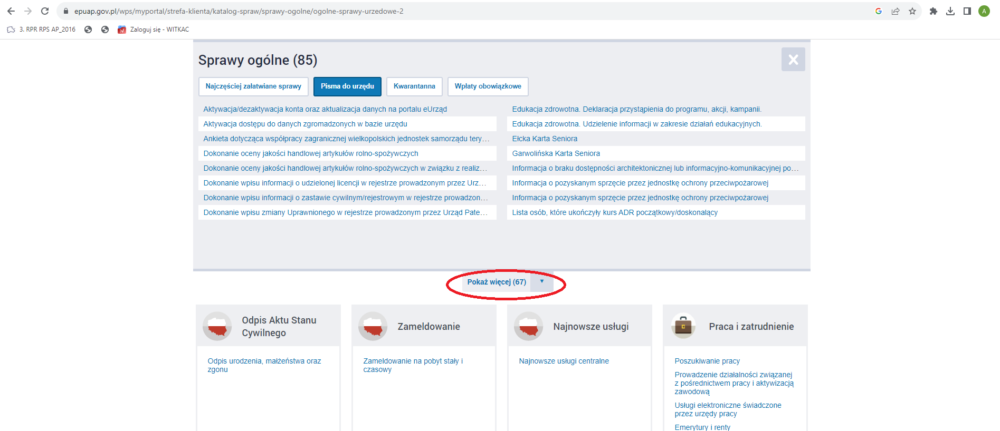 epuap.gov.pl/wps/myportal/strefa-klienta/katalog-spraw/sprawy-ogolne/ogolne-sprawy-urzedowe-2
A
3. RPR RPS AP_2016
Zaloguj się - WITKAC
Sprawy ogólne (85)
Najczęściej załatwiane sprawy
Pisma do urzędu
Kwarantanna
Wpłaty obowiązkowe
Aktywacja/dezaktywacja konta oraz aktualizacja danych na portalu eUrząd
Aktywacja dostępu do danych zgromadzonych w bazie urzędu
Ankieta dotycząca współpracy zagranicznej wielkopolskich jednostek samorządu tery…
Dokonanie oceny jakości handlowej artykułów rolno-spożywczych
Dokonanie oceny jakości handlowej artykułów rolno-spożywczych w związku z realiz…
Dokonanie wpisu informacji o udzielonej licencji w rejestrze prowadzonym przez Urz…
Dokonanie wpisu informacji o zastawie cywilnym/rejestrowym w rejestrze prowadzon…
Dokonanie wpisu zmiany Uprawnionego w rejestrze prowadzonym przez Urząd Pate…
Edukacja zdrowotna. Deklaracja przystąpienia do programu, akcji, kampanii.
Edukacja zdrowotna. Udzielenie informacji w zakresie działań edukacyjnych.
Ełcka Karta Seniora
Garwolińska Karta Seniora
Informacja o braku dostępności architektonicznej lub informacyjno-komunikacyjnej po…
Informacja o pozyskanym sprzęcie przez jednostkę ochrony przeciwpożarowej
Informacja o pozyskanym sprzęcie przez jednostkę ochrony przeciwpożarowej
Lista osób, które ukończyły kurs ADR początkowy/doskonalący
Pokaż więcej (67)
Odpis Aktu Stanu
Cywilnego
Odpis urodzenia, małżeństwa oraz
zgonu
Zameldowanie
Zameldowanie na pobyt stały i
czasowy
Najnowsze usługi
Najnowsze usługi centralne
Praca i zatrudnienie
Poszukiwanie pracy
Prowadzenie działalności związanej
z pośrednictwem pracy i aktywizacją
zawodową
Usługi elektroniczne świadczone
przez urzędy pracy
Emerytury i renty